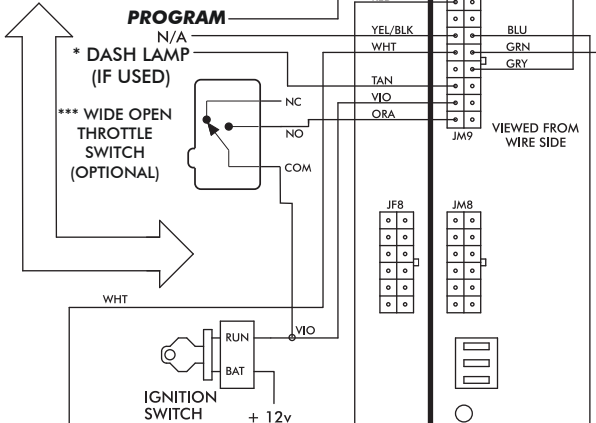 PROGRAM
N/A
YEL/BLK
BLU
* DASH LAMP
(IF USED)
WHT
GRN
GRY
TAN
NC
VIO
*** WIDE OPEN
THROTTLE
SWITCH
(OPTIONAL)
NO
ORA
JM9
VIEWED FROM
WIRE SIDE
COM
JF8
JM8
WHT
RUN
VIO
BAT
IGNITION
SWITCH
+ 12v